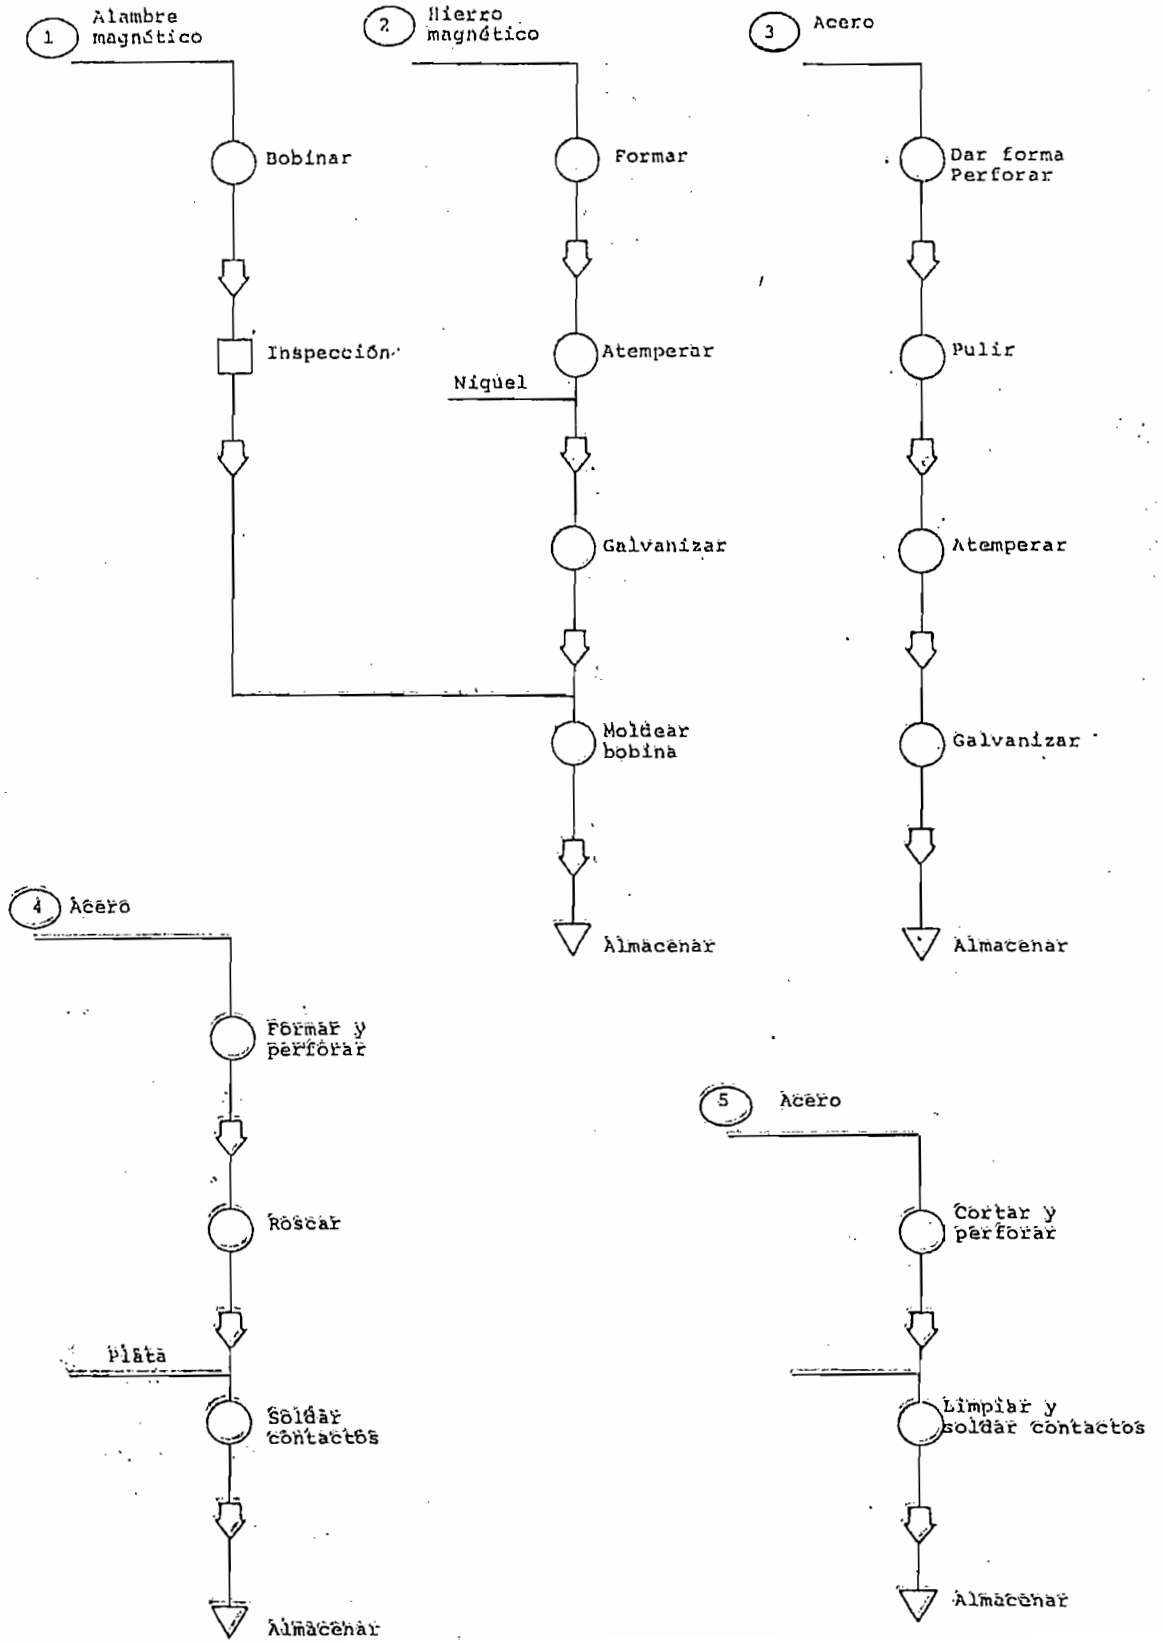 1 Alambre
magnético
Bobinar
Inspección
2 Hierro
magnético
Formar
Atemperar
Niquel
Galvanizar
Moldear
bobina
Almacenar
3 Acero
Dar forma
Perforar
Pulir
Atemperar
Galvanizar
Almacenar
4 Acero
Formar y
perforar
Roscar
Plata
Soldar
contactos
Almacenar
5 Acero
Cortar y
perforar
Limpiar y
soldar contactos
Almacenar